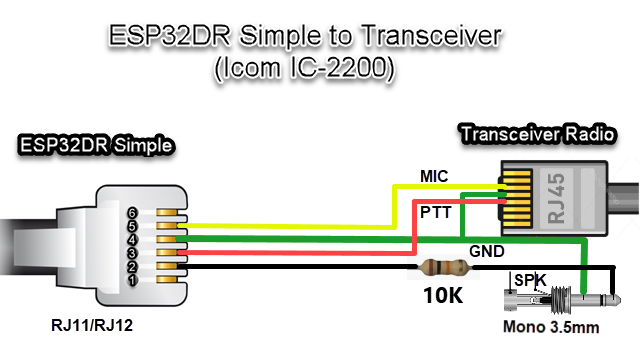 ESP32DR Simple to Transceiver
(Icom IC-2200)
ESP32DR Simple
Transceiver Radio
MIC
RJ45
PTT
6
5
4
3
2
1
GND
SPK
10K
RJ11/RJ12
Mono 3.5mm